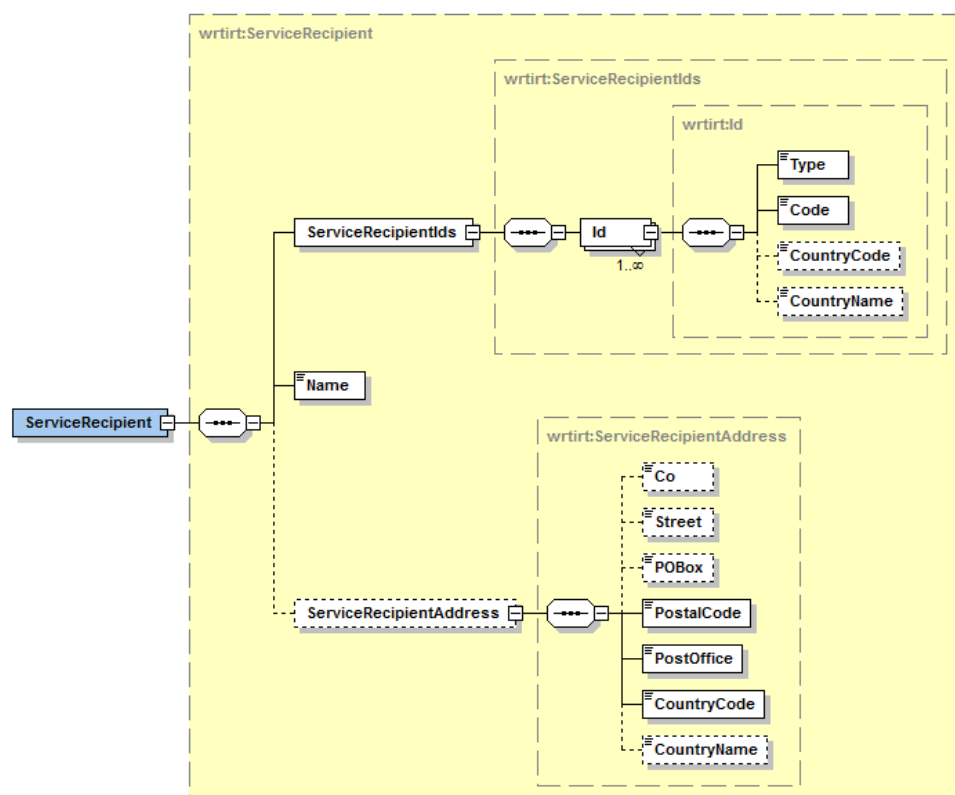 wrtirt:ServiceRecipient
wrtirt:ServiceRecipientIds
wrtirt:Id
Type
Code
ServiceRecipientIds
Id
CountryCode
1..∞
CountryName
Name
ServiceRecipient
wrtirt:ServiceRecipientAddress
Co
Street
POBox
ServiceRecipientAddress
PostalCode
PostOffice
CountryCode
CountryName